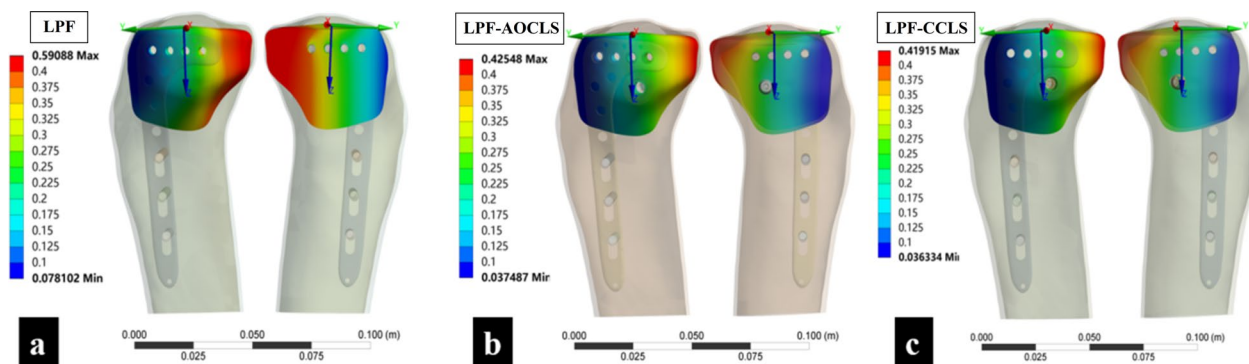 LPF
0.59088 Max
0.4
0.375
0.35
0.325
0.3
0.275
0.25
0.225
0.2
0.175
0.15
0.125
0.1
0.078102 Min
Y
X
Z
X
Y
Z
0.000
0.050
0.100 (m)
0.025
0.075
a
LPF-AOCLS
0.42548 Max
0.4
0.375
0.35
0.325
0.3
0.275
0.25
0.225
0.2
0.175
0.15
0.125
0.1
0.037487 Min
Y
X
Z
X
Y
Z
0.000
0.050
0.100 (m)
0.025
0.075
b
LPF-CCLS
0.41915 Max
0.4
0.375
0.35
0.325
0.3
0.275
0.25
0.225
0.2
0.175
0.15
0.125
0.1
0.036334 Min
Y
X
Z
X
Y
Z
0.000
0.050
0.100 (m)
0.025
0.075
c